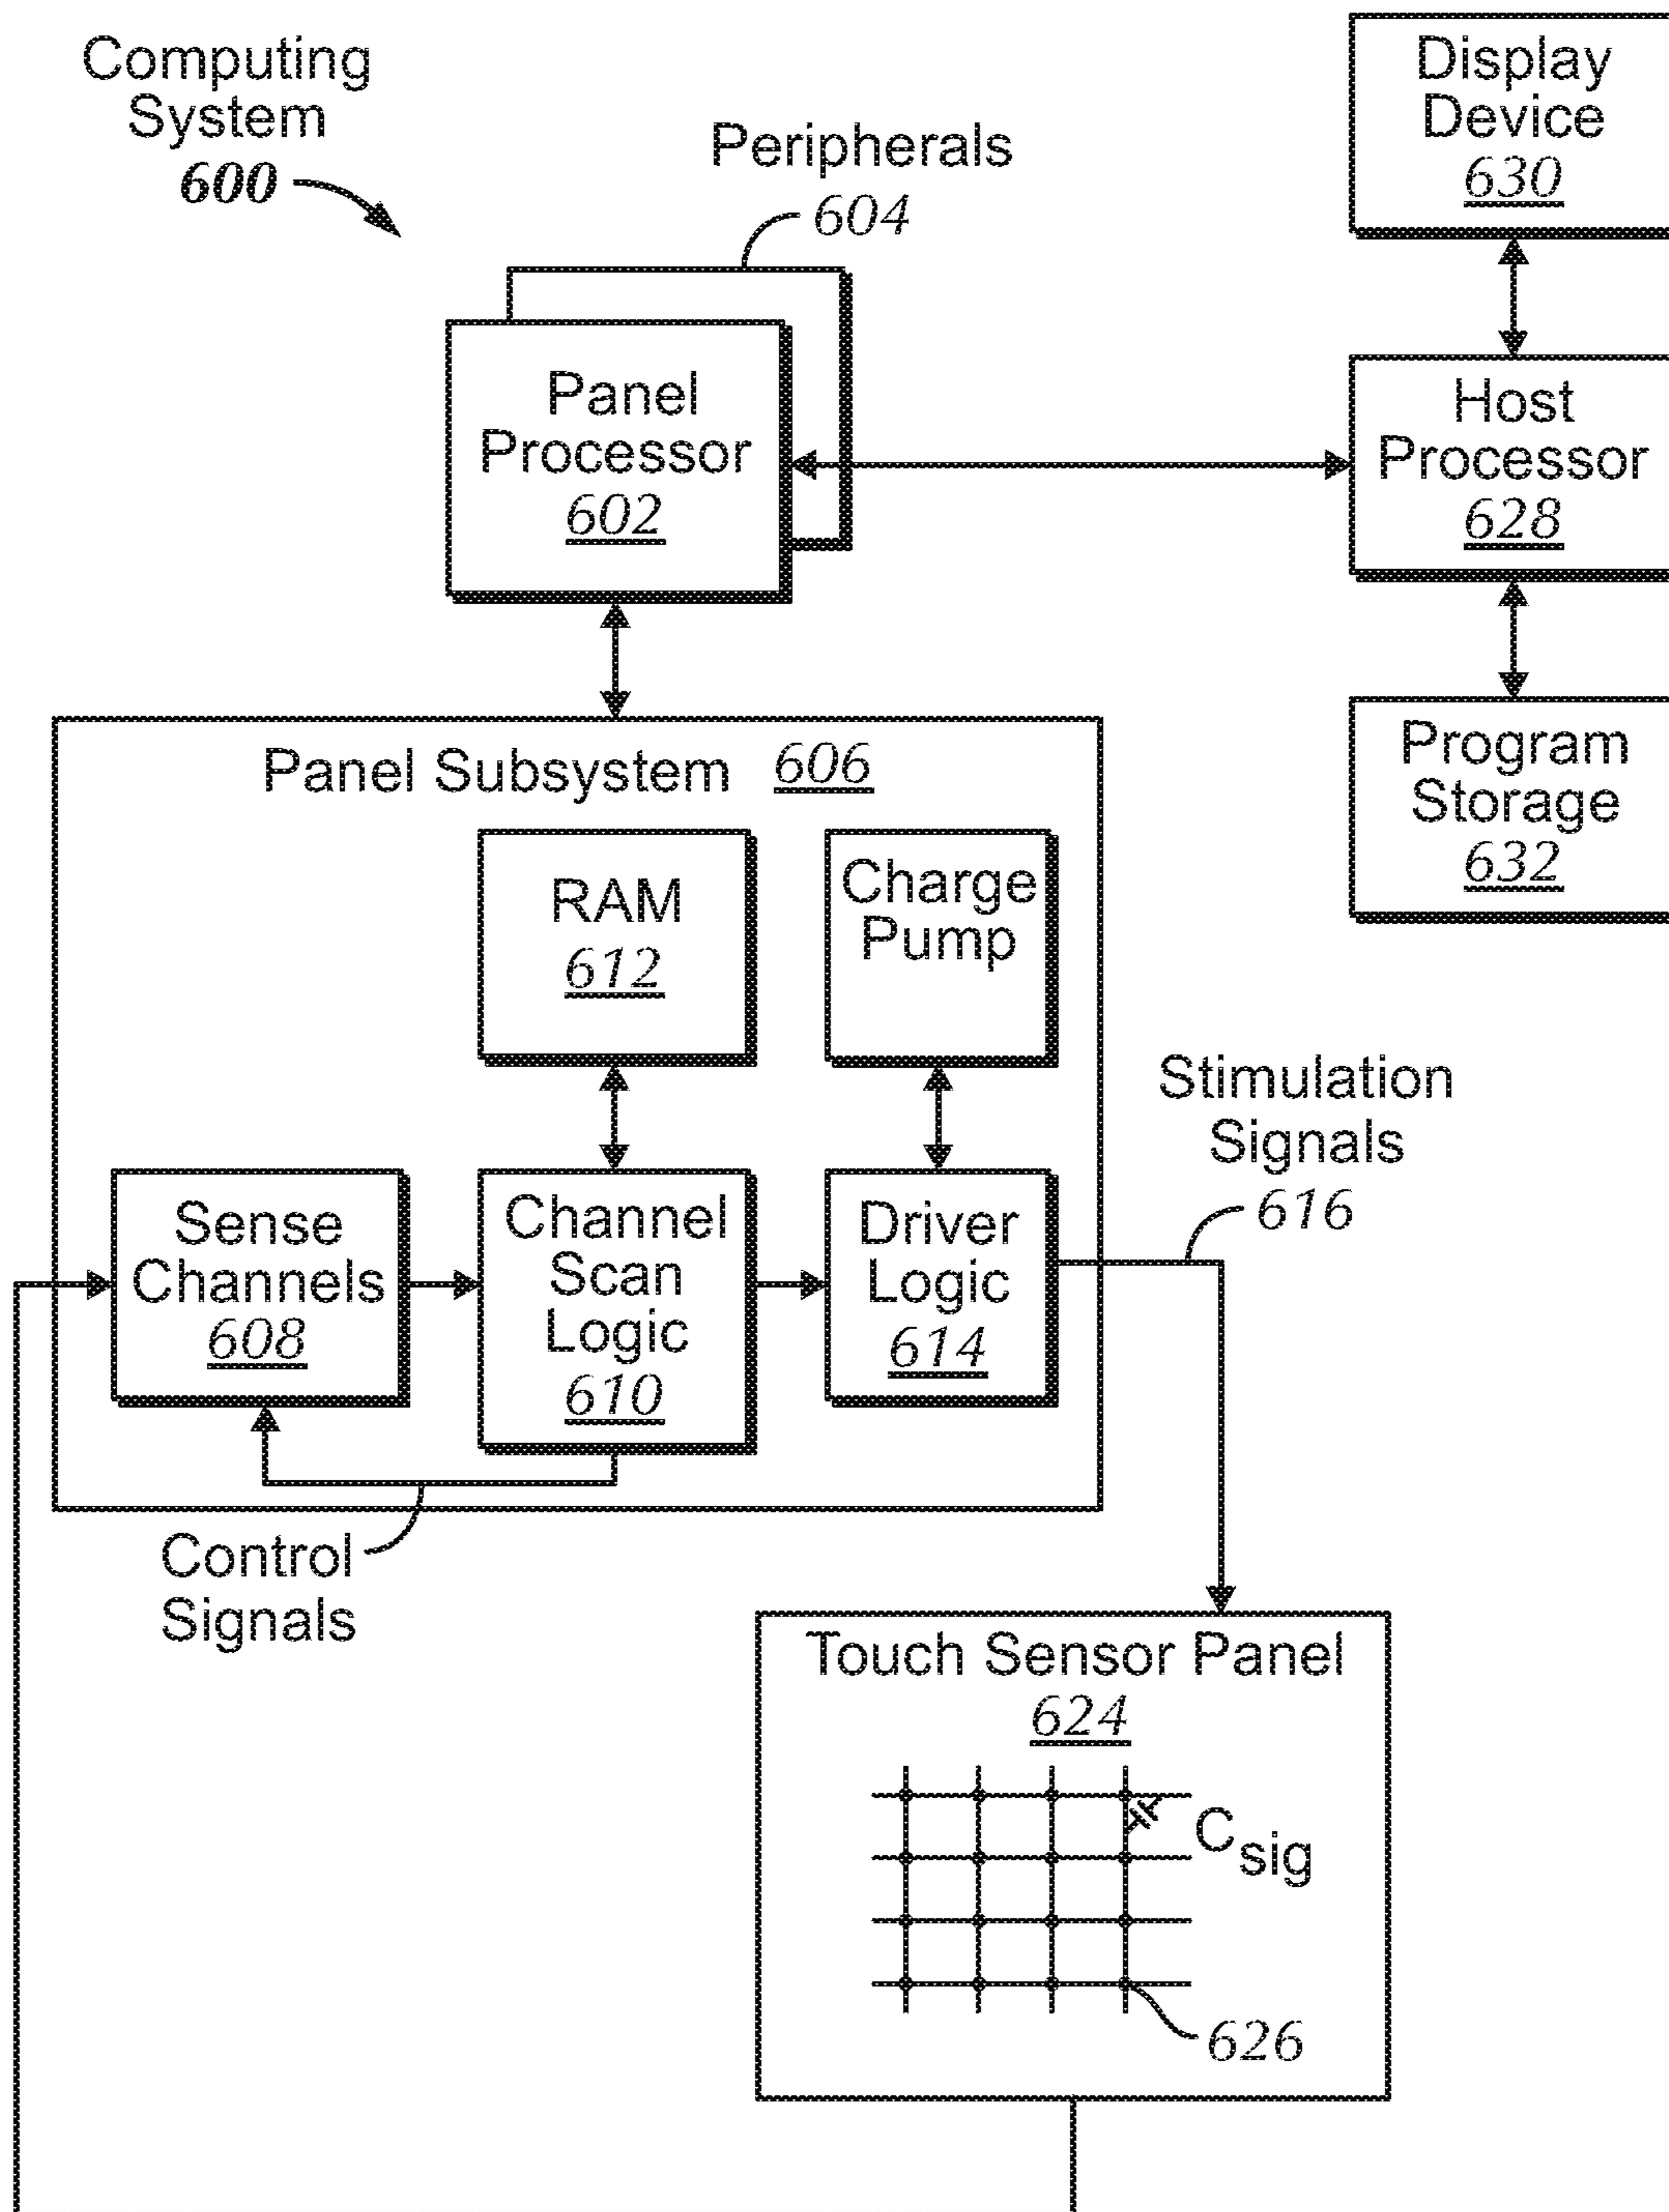 Computing
System
600
Peripherals
604
Display
Device
630
Panel
Processor
602
Host
Processor
628
Program
Storage
632
Panel Subsystem 606
RAM
612
Charge
Pump
Sense
Channels
608
Channel
Scan
Logic
610
Driver
Logic
614
Stimulation
Signals
616
Control
Signals
Touch Sensor Panel
624
Csig
626